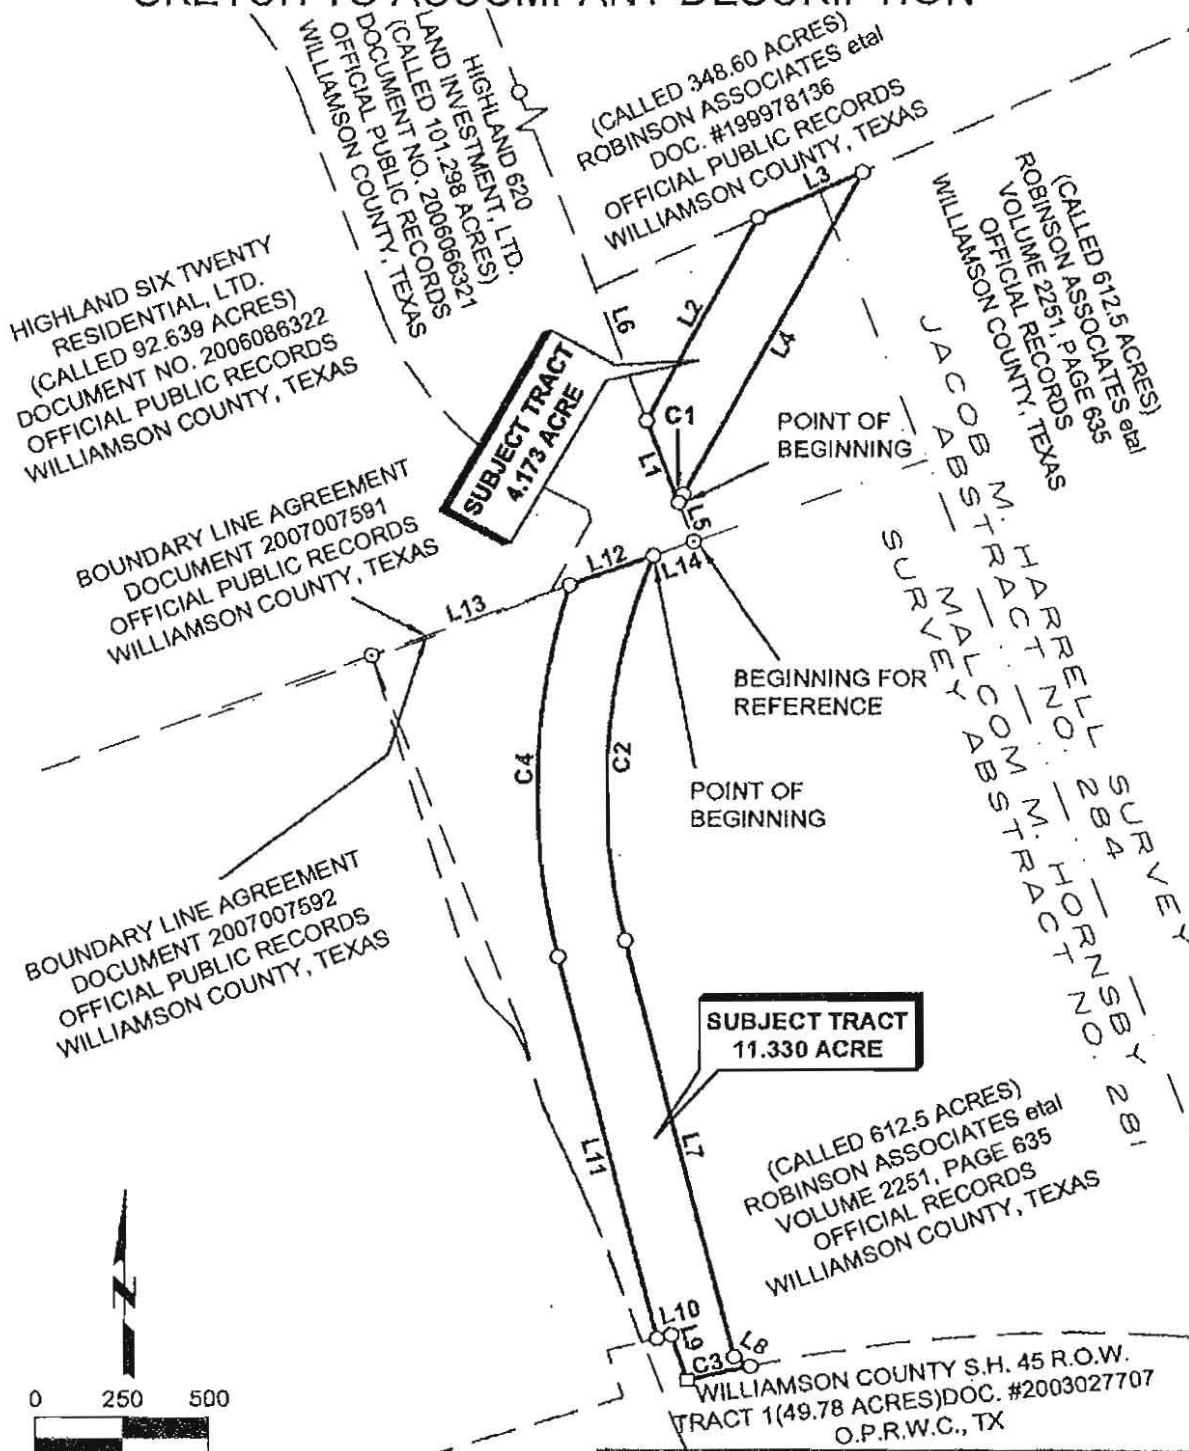 SKETCH TO ACCOMPANY DESCRIPTION
HIGHLAND 620
LAND INVESTMENT, LTD.
(CALLED 101.298 ACRES)
DOCUMENT NO. 2006066321
OFFICIAL PUBLIC RECORDS
WILLIAMSON COUNTY, TEXAS
(CALLED 348.60 ACRES)
ROBINSON ASSOCIATES etal
DOC. #199978136
OFFICIAL PUBLIC RECORDS
WILLIAMSON COUNTY, TEXAS
(CALLED 612.5 ACRES)
ROBINSON ASSOCIATES etal
VOLUME 2251, PAGE 635
OFFICIAL RECORDS
WILLIAMSON COUNTY, TEXAS
HIGHLAND SIX TWENTY
RESIDENTIAL, LTD.
(CALLED 92.639 ACRES)
DOCUMENT NO. 2006086322
OFFICIAL PUBLIC RECORDS
WILLIAMSON COUNTY, TEXAS
L3
L2
L6
L4
SUBJECT TRACT
4.173 ACRE
C1
L1
POINT OF
BEGINNING
L5
JACOB M. HARRELL SURVEY
ABSTRACT NO. 284
MALCOM M. HORNSBY
SURVEY ABSTRACT NO. 281
BOUNDARY LINE AGREEMENT
DOCUMENT 2007007591
OFFICIAL PUBLIC RECORDS
WILLIAMSON COUNTY, TEXAS
L12
L14
L13
BEGINNING FOR
REFERENCE
C4
C2
POINT OF
BEGINNING
BOUNDARY LINE AGREEMENT
DOCUMENT 2007007592
OFFICIAL PUBLIC RECORDS
WILLIAMSON COUNTY, TEXAS
SUBJECT TRACT
11.330 ACRE
L11
L7
(CALLED 612.5 ACRES)
ROBINSON ASSOCIATES etal
VOLUME 2251, PAGE 635
OFFICIAL RECORDS
WILLIAMSON COUNTY, TEXAS
N
L10
L9
C3
L8
WILLIAMSON COUNTY S.H. 45 R.O.W.
TRACT 1(49.78 ACRES)DOC. #2003027707
O.P.R.W.C., TX
0 250 500